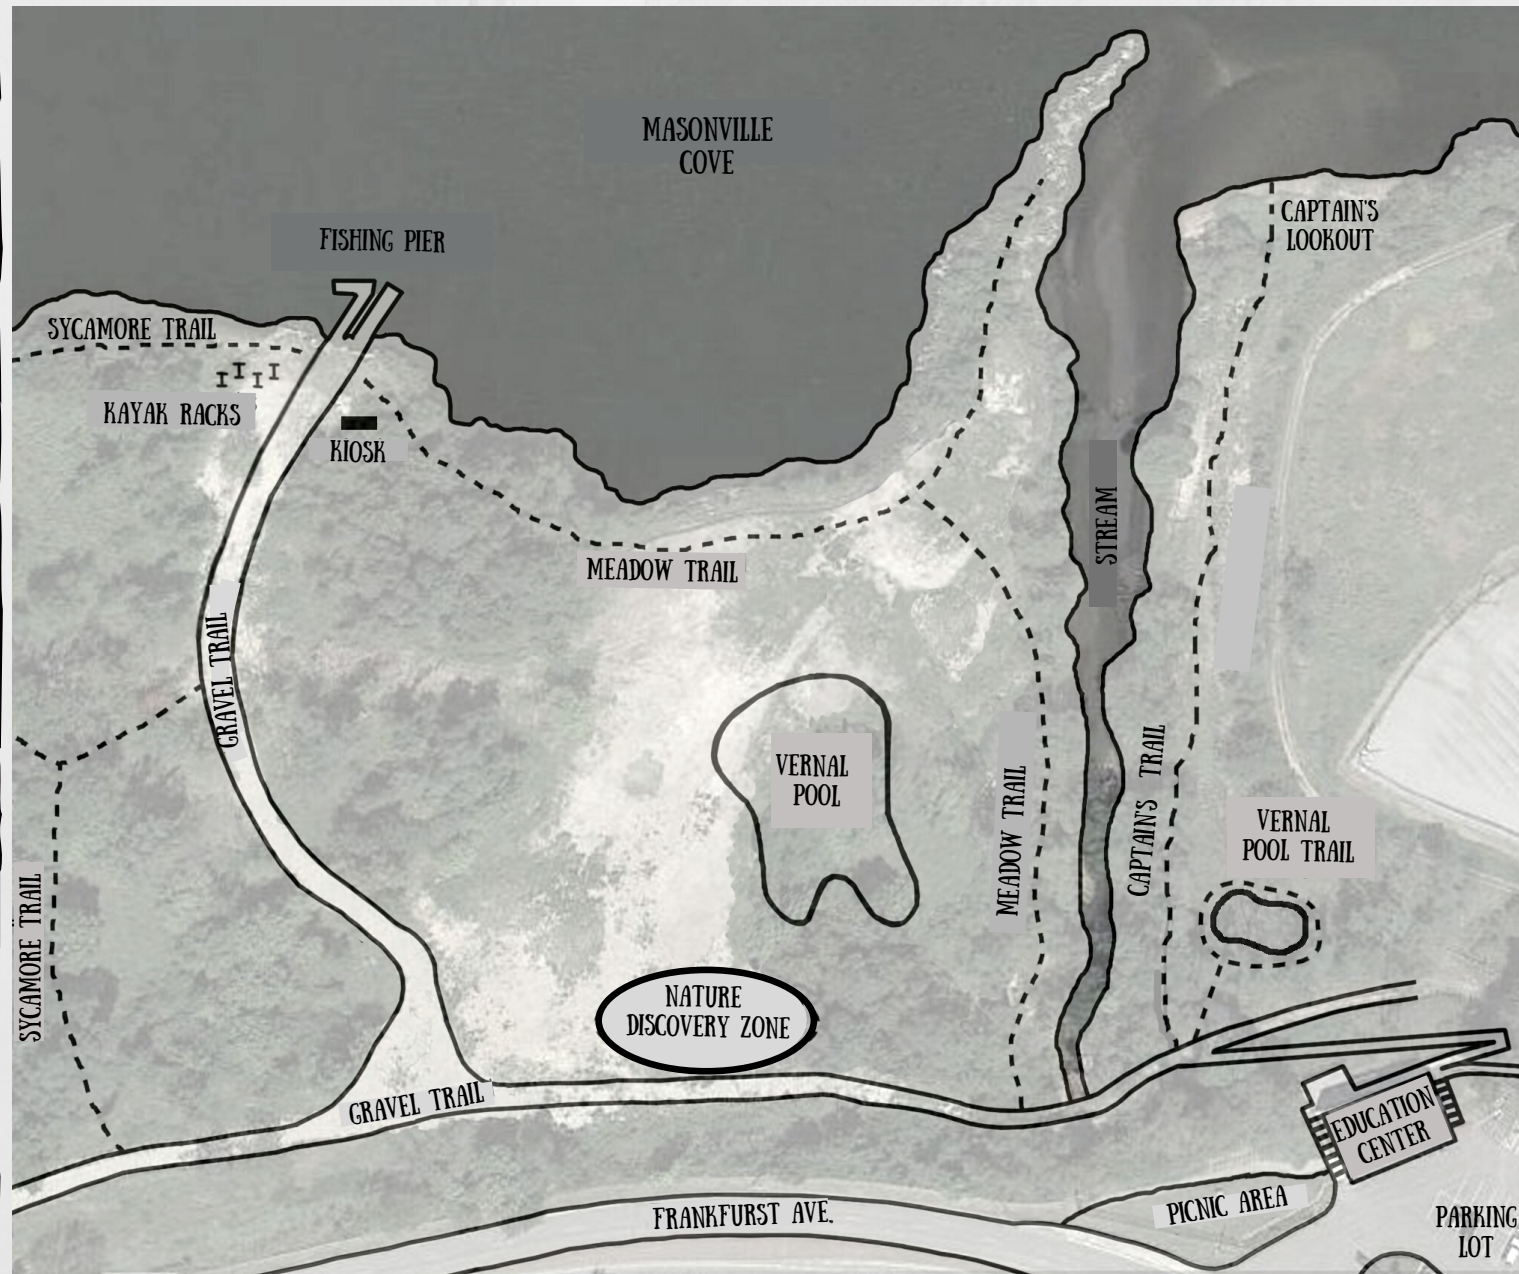 MASONVILLE
COVE
CAPTAIN'S
LOOKOUT
FISHING PIER
SYCAMORE TRAIL
KAYAK RACKS
KIOSK
STREAM
MEADOW TRAIL
GRAVEL TRAIL
VERNAL
POOL
MEADOW TRAIL
CAPTAIN'S TRAIL
VERNAL
POOL TRAIL
SYCAMORE TRAIL
NATURE
DISCOVERY ZONE
GRAVEL TRAIL
EDUCATION
CENTER
PICNIC AREA
FRANKFURST AVE.
PARKING
LOT